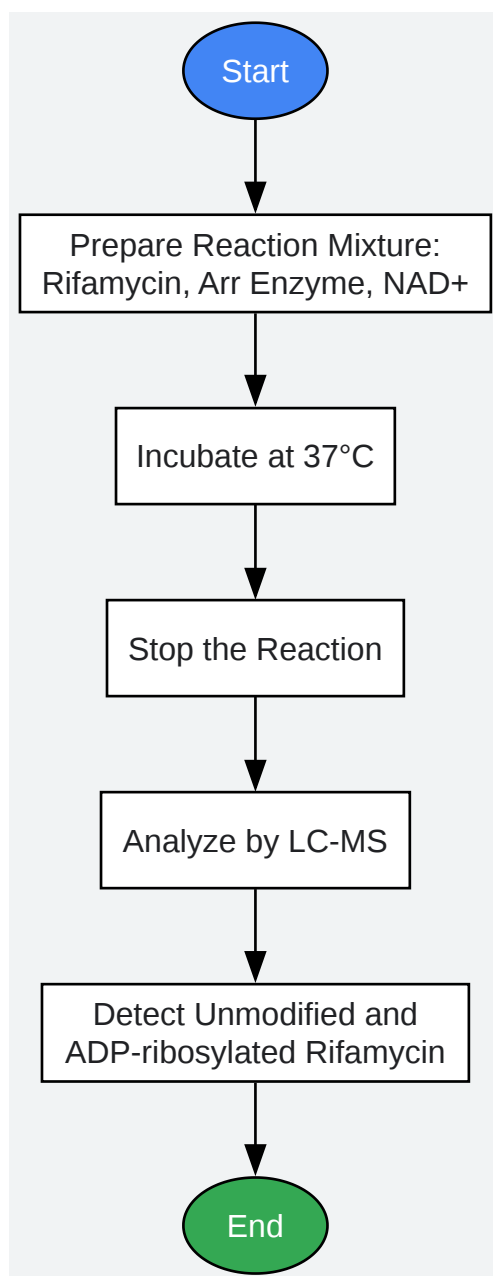 Start
Prepare Reaction Mixture:
Rifamycin, Arr Enzyme, NAD+
Incubate at 37°C
Stop the Reaction
Analyze by LC-MS
Detect Unmodified and
ADP-ribosylated Rifamycin
End